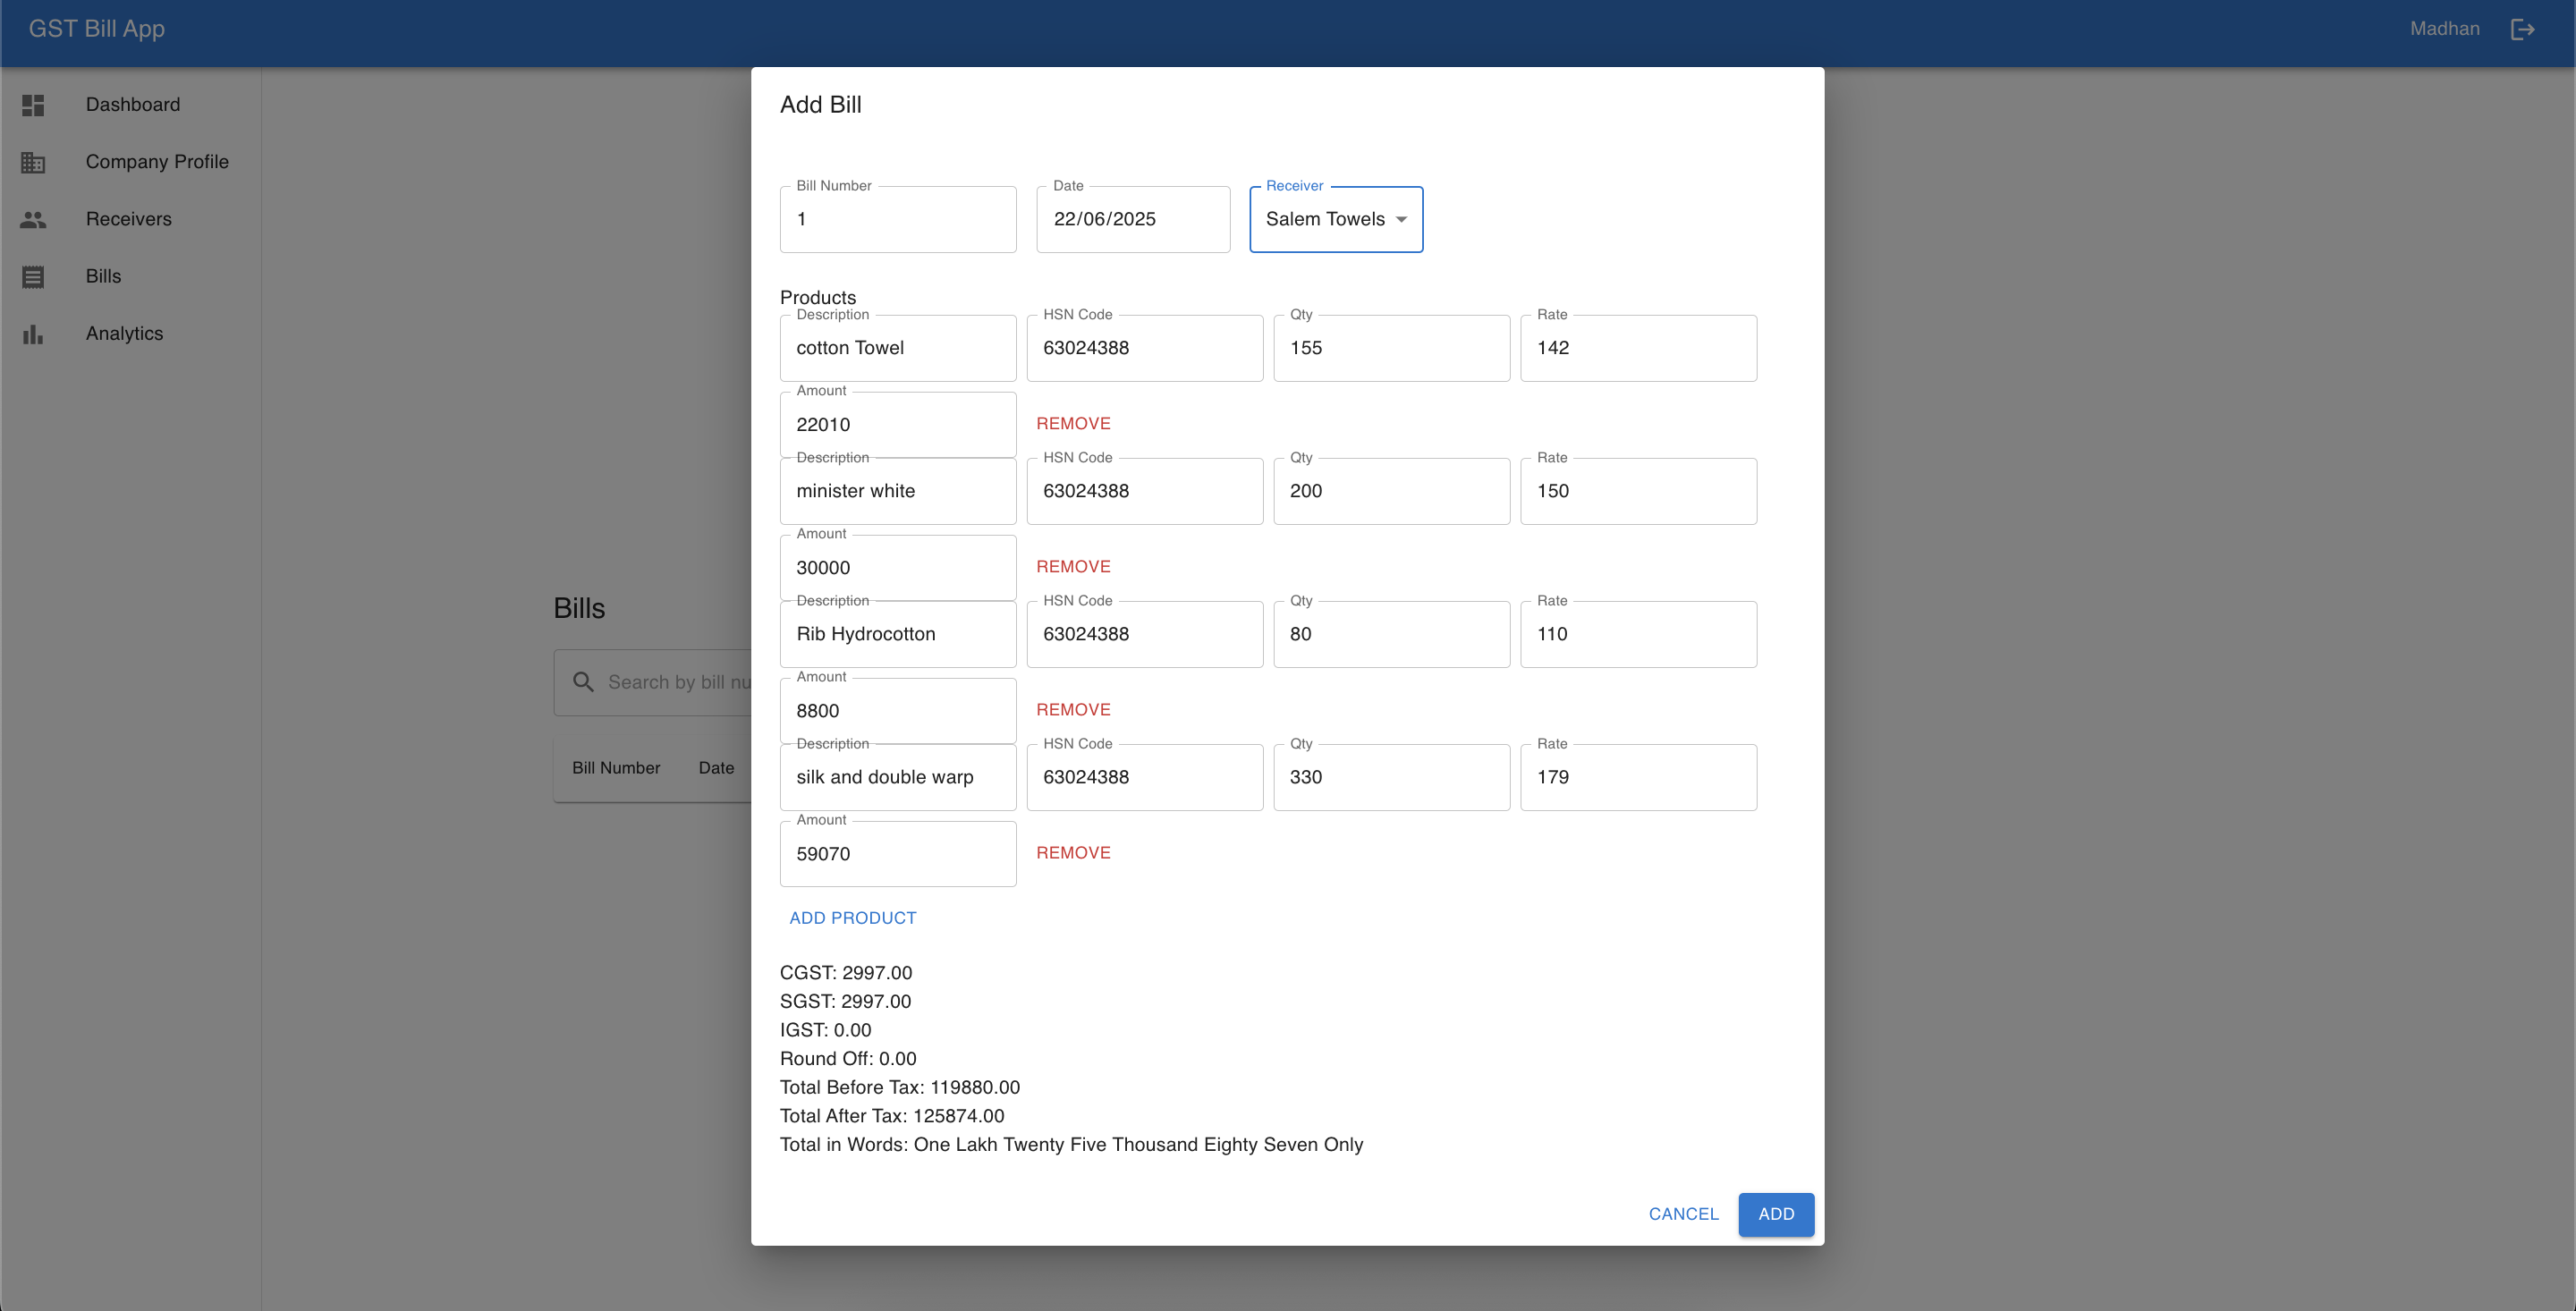 GST Bill App
Madhan
Dashboard
Company Profile
Receivers
Bills
Analytics
Bills
Search by bill nu
Bill Number Date
Add Bill
Bill Number Date Receiver
1 22/06/2025 Salem Towels
Products
Description HSN Code Qty Rate
cotton Towel 63024388 155 142
Amount
22010 REMOVE
Description HSN Code Qty Rate
minister white 63024388 200 150
Amount
30000 REMOVE
Description HSN Code Qty Rate
Rib Hydrocotton 63024388 80 110
Amount
8800 REMOVE
Description HSN Code Qty Rate
silk and double warp 63024388 330 179
Amount
59070 REMOVE
ADD PRODUCT
CGST: 2997.00
SGST: 2997.00
IGST: 0.00
Round Off: 0.00
Total Before Tax: 119880.00
Total After Tax: 125874.00
Total in Words: One Lakh Twenty Five Thousand Eighty Seven Only
CANCEL ADD